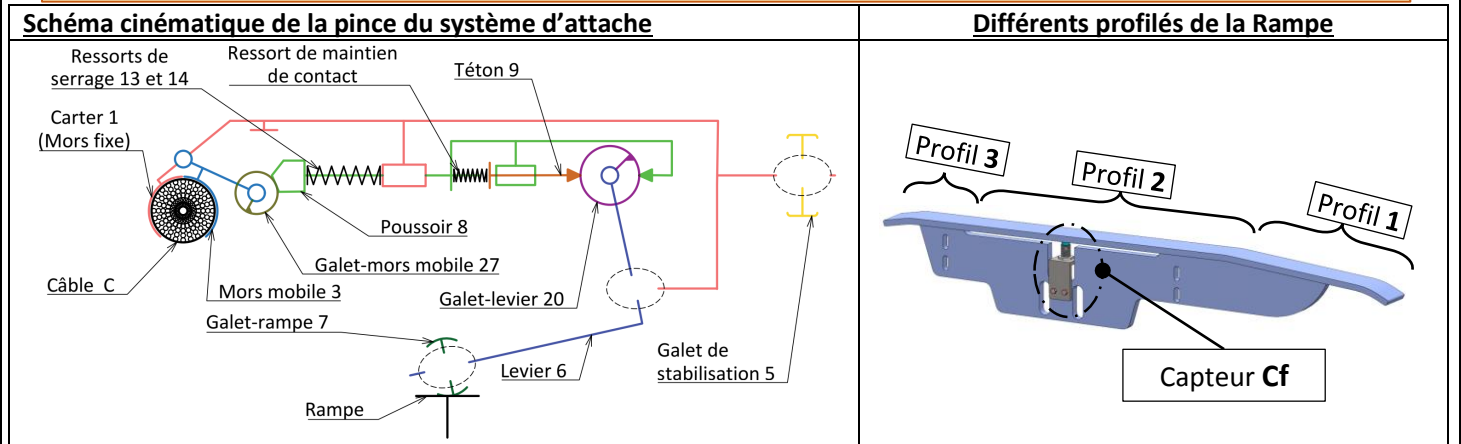 Schéma cinématique de la pince du système d’attache
Différents profilés de la Rampe
Ressorts de
serrage 13 et 14
Ressort de maintien
de contact
Téton 9
Carter 1
(Mors fixe)
Poussoir 8
Galet-mors mobile 27
Câble C
Mors mobile 3
Galet-levier 20
Galet-rampe 7
Levier 6
Galet de
stabilisation 5
Rampe
Profil 3
Profil 2
Profil 1
Capteur Cf